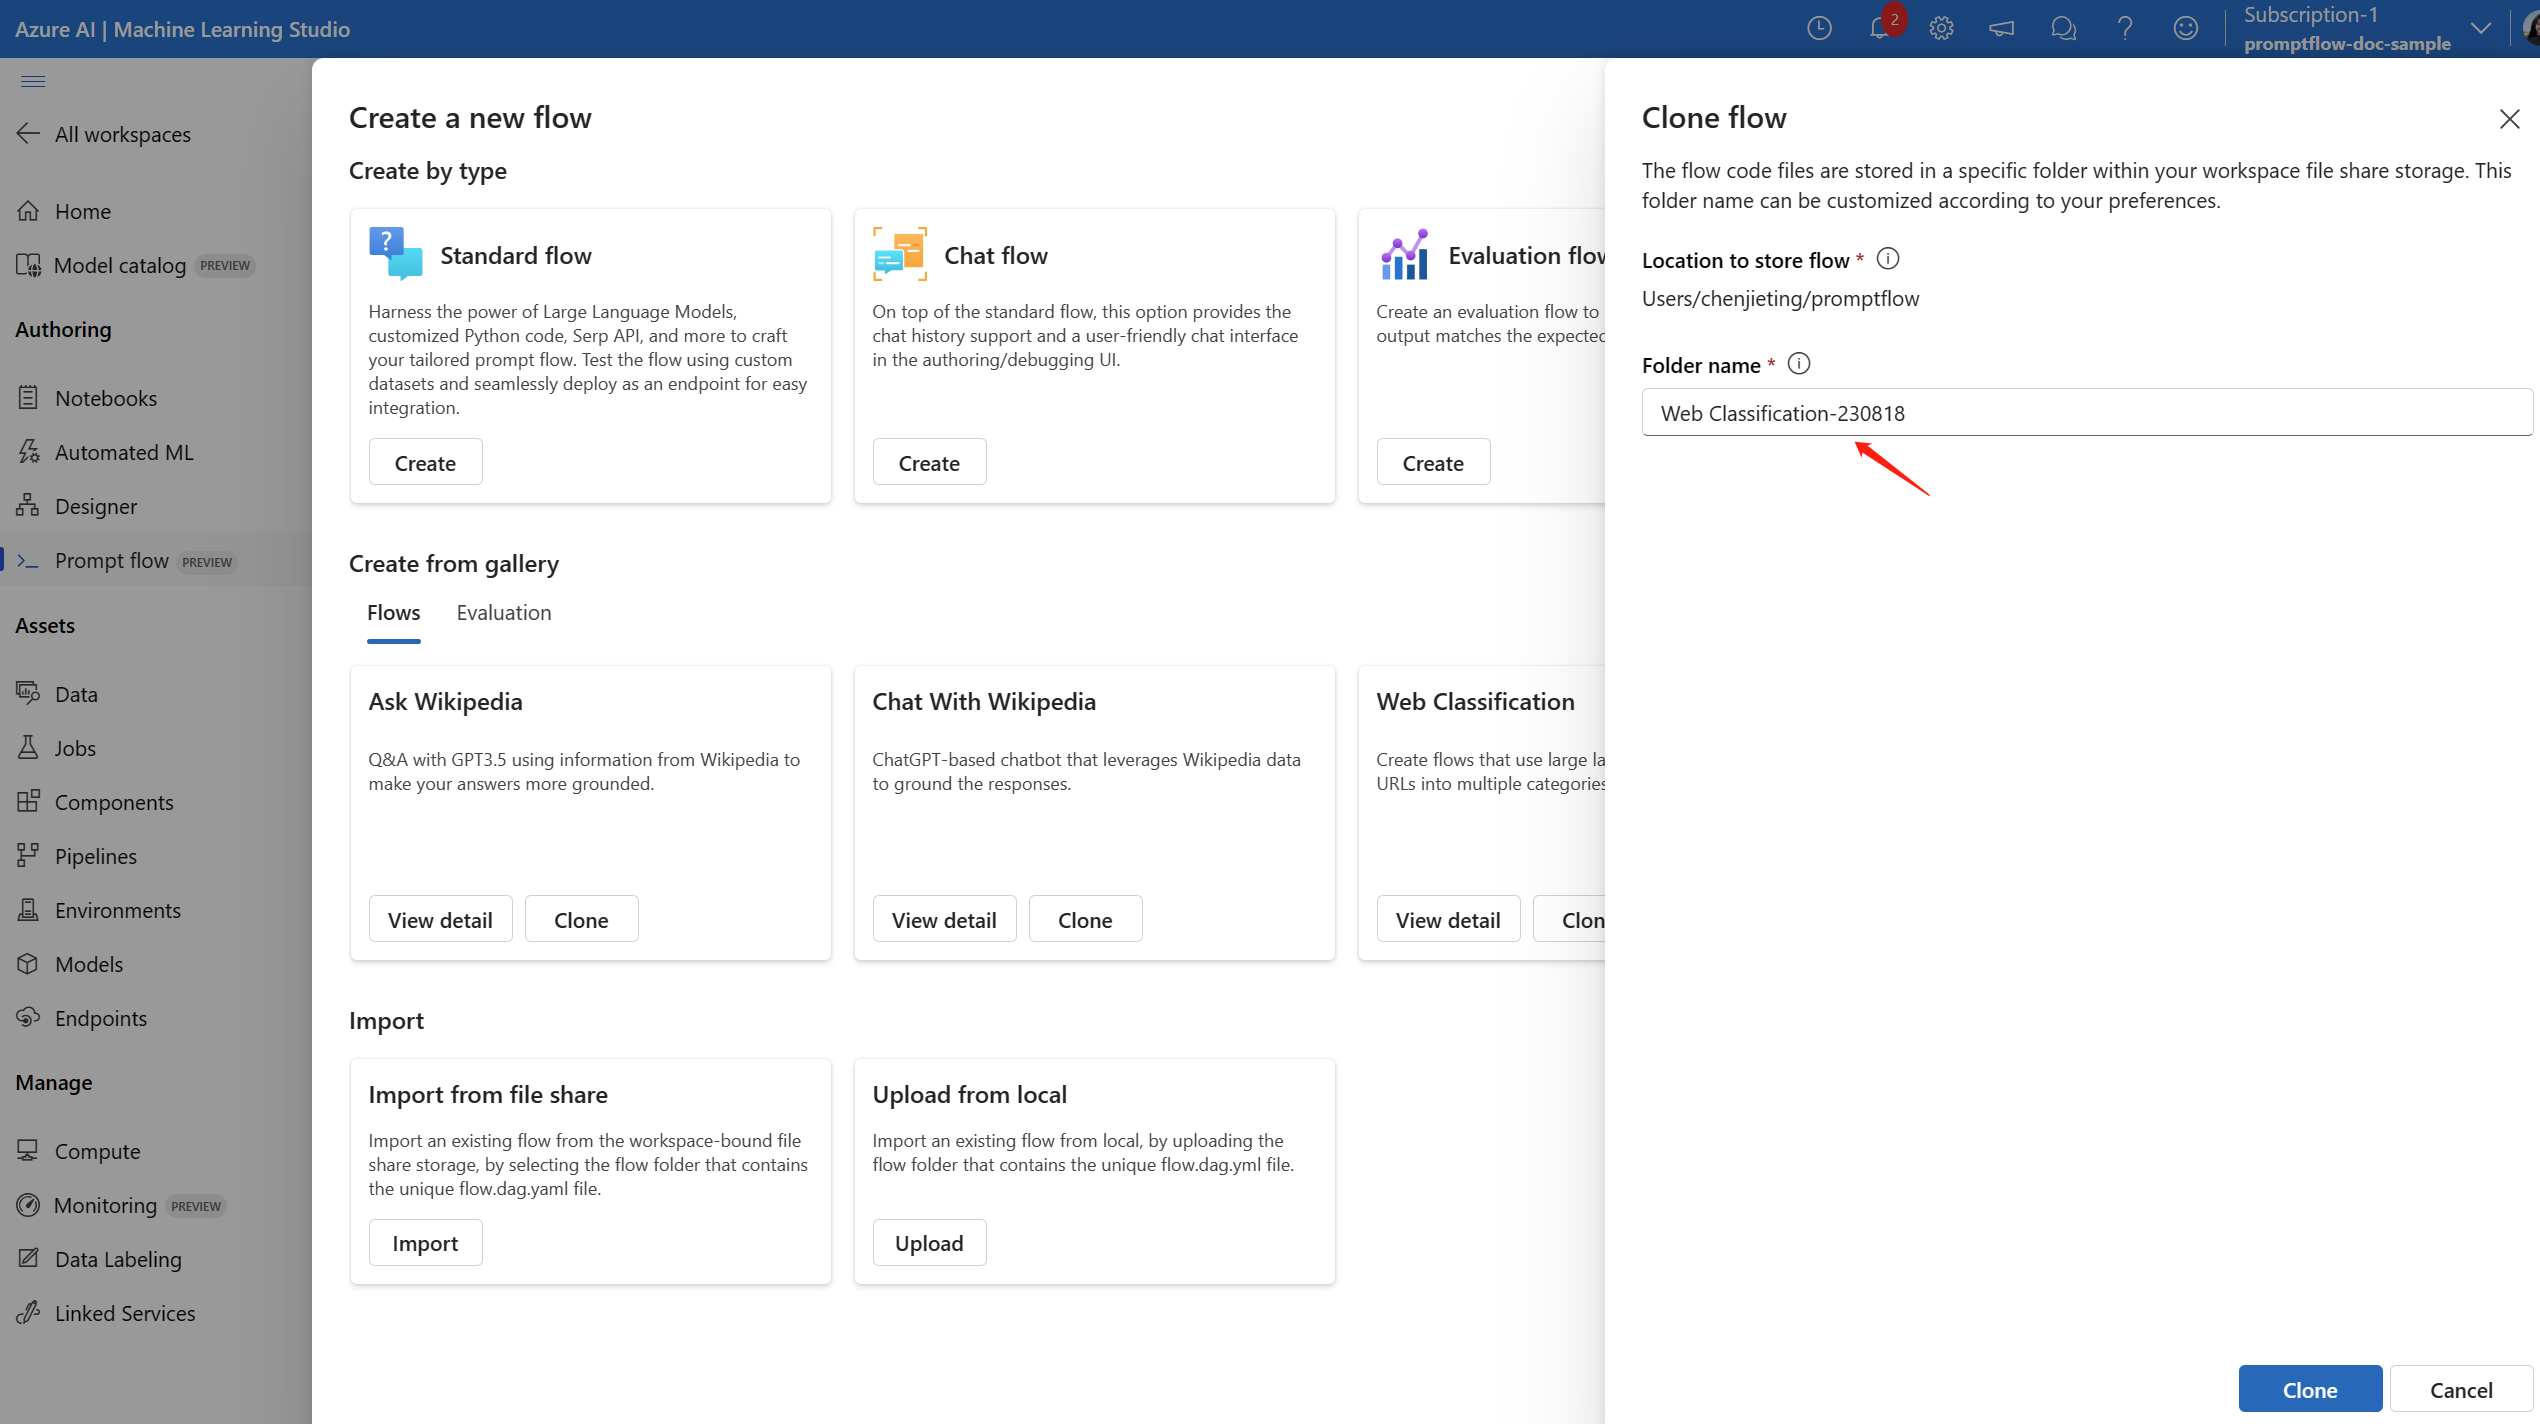 Azure AI | Machine Learning Studio
2
Subscription-1
promptflow-doc-sample
All workspaces
Home
Model catalog PREVIEW
Authoring
Notebooks
Automated ML
Designer
Prompt flow PREVIEW
Assets
Data
Jobs
Components
Pipelines
Environments
Models
Endpoints
Manage
Compute
Monitoring PREVIEW
Data Labeling
Linked Services
Create a new flow
Create by type
Standard flow
Harness the power of Large Language Models,
customized Python code, Serp API, and more to craft
your tailored prompt flow. Test the flow using custom
datasets and seamlessly deploy as an endpoint for easy
integration.
Create
Chat flow
On top of the standard flow, this option provides the
chat history support and a user-friendly chat interface
in the authoring/debugging UI.
Create
Evaluation flow
Create an evaluation flow to
output matches the expected
Create
Create from gallery
Flows Evaluation
Ask Wikipedia
Q&A with GPT3.5 using information from Wikipedia to
make your answers more grounded.
View detail Clone
Chat With Wikipedia
ChatGPT-based chatbot that leverages Wikipedia data
to ground the responses.
View detail Clone
Web Classification
Create flows that use large la
URLs into multiple categories
View detail Clon
Import
Import from file share
Import an existing flow from the workspace-bound file
share storage, by selecting the flow folder that contains
the unique flow.dag.yaml file.
Import
Upload from local
Import an existing flow from local, by uploading the
flow folder that contains the unique flow.dag.yml file.
Upload
Clone flow
The flow code files are stored in a specific folder within your workspace file share storage. This
folder name can be customized according to your preferences.
Location to store flow *
Users/chenjieting/promptflow
Folder name *
Web Classification-230818
Clone Cancel